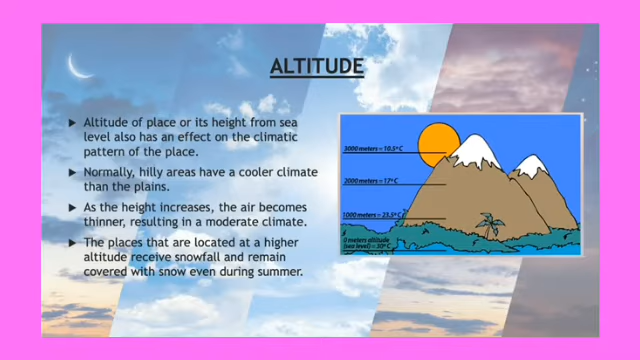 ALTITUDE
▶ Altitude of place or its height from sea
level also has an effect on the climatic
pattern of the place.
▶ Normally, hilly areas have a cooler climate
than the plains.
▶ As the height increases, the air becomes
thinner, resulting in a moderate climate.
▶ The places that are located at a higher
altitude receive snowfall and remain
covered with snow even during summer.
3000 meters = 10.5° C
2000 meters = 17° C
1000 meters = 23.5° C
0 meters altitude
(sea level) = 30° C